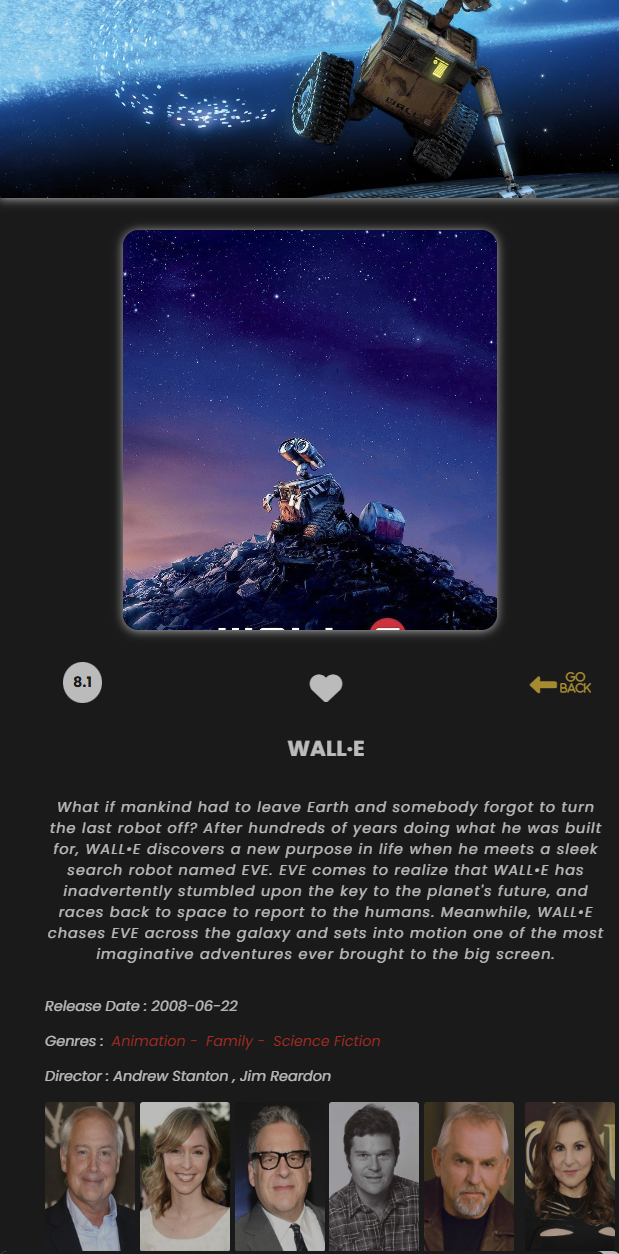 WALL•E
8.1
GO
BACK
WALL·E
What if mankind had to leave Earth and somebody forgot to turn
the last robot off? After hundreds of years doing what he was built
for, WALL•E discovers a new purpose in life when he meets a sleek
search robot named EVE. EVE comes to realize that WALL•E has
inadvertently stumbled upon the key to the planet's future, and
races back to space to report to the humans. Meanwhile, WALL•E
chases EVE across the galaxy and sets into motion one of the most
imaginative adventures ever brought to the big screen.
Release Date : 2008-06-22
Genres : Animation - Family - Science Fiction
Director : Andrew Stanton , Jim Reardon